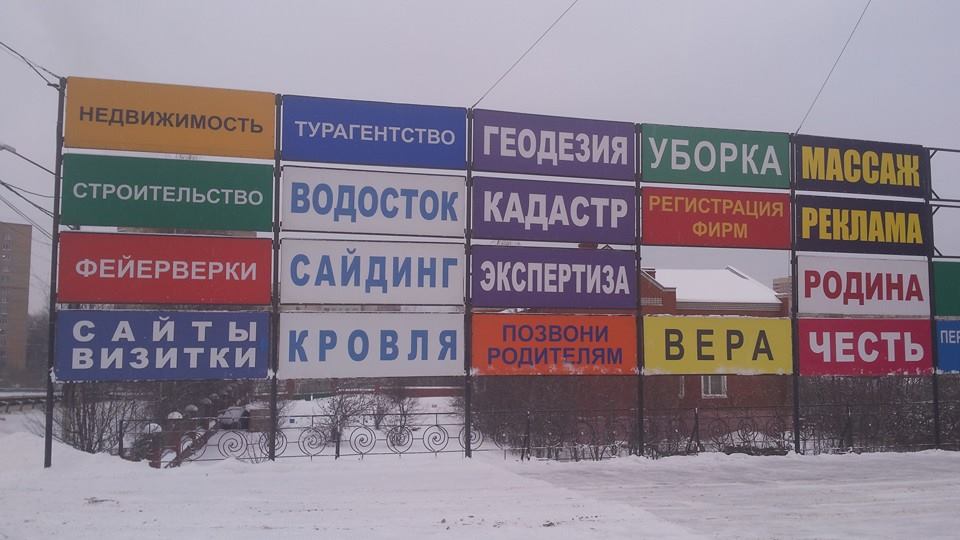 НЕДВИЖИМОСТЬ
СТРОИТЕЛЬСТВО
ФЕЙЕРВЕРКИ
САЙТЫ
ВИЗИТКИ
ТУРАГЕНТСТВО
ВОДОСТОК
САЙДИНГ
КРОВЛЯ
ГЕОДЕЗИЯ
КАДАСТР
ЭКСПЕРТИЗА
ПОЗВОНИ
РОДИТЕЛЯМ
УБОРКА
РЕГИСТРАЦИЯ
ФИРМ
ВЕРА
МАССАЖ
РЕКЛАМА
РОДИНА
ЧЕСТЬ